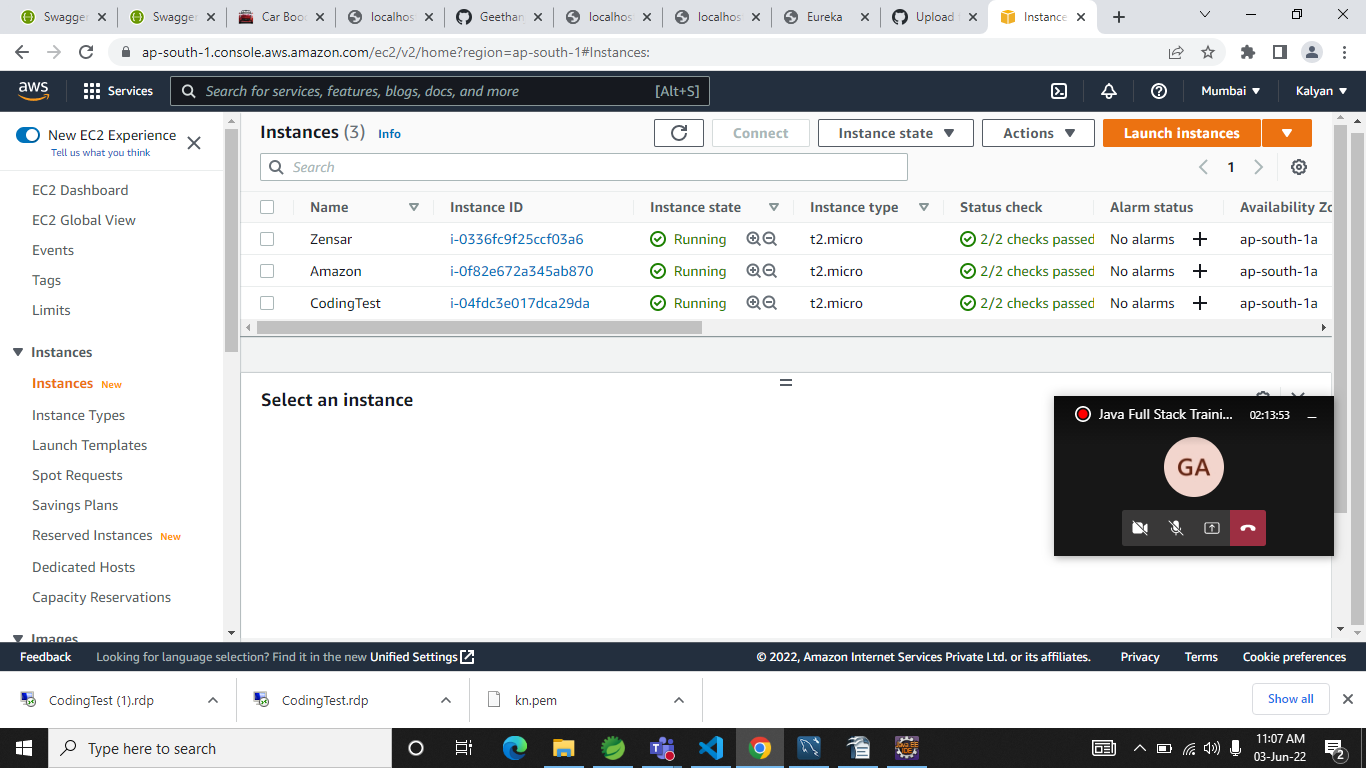 Swagger
Swagger
Car Boo
localhos
Geethan
localhos
localhos
Eureka
Upload
Instance
ap-south-1.console.aws.amazon.com/ec2/v2/home?region=ap-south-1#Instances:
aws
Services
Search for services, features, blogs, docs, and more
[Alt+S]
Mumbai
Kalyan
New EC2 Experience
Tell us what you think
EC2 Dashboard
EC2 Global View
Events
Tags
Limits
Instances
Instances New
Instance Types
Launch Templates
Spot Requests
Savings Plans
Reserved Instances New
Dedicated Hosts
Capacity Reservations
Images
Instances (3) Info
Connect
Instance state
Actions
Launch instances
Search
1
Name Instance ID Instance state Instance type Status check Alarm status Availability Zo
Zensar i-0336fc9f25ccf03a6 Running t2.micro 2/2 checks passed No alarms + ap-south-1a
Amazon i-0f82e672a345ab870 Running t2.micro 2/2 checks passed No alarms + ap-south-1a
CodingTest i-04fdc3e017dca29da Running t2.micro 2/2 checks passed No alarms + ap-south-1a
Select an instance
Java Full Stack Traini... 02:13:53
GA
Feedback
Looking for language selection? Find it in the new Unified Settings
© 2022, Amazon Internet Services Private Ltd. or its affiliates.
Privacy
Terms
Cookie preferences
CodingTest (1).rdp
CodingTest.rdp
kn.pem
Show all
Type here to search
11:07 AM
03-Jun-22
2